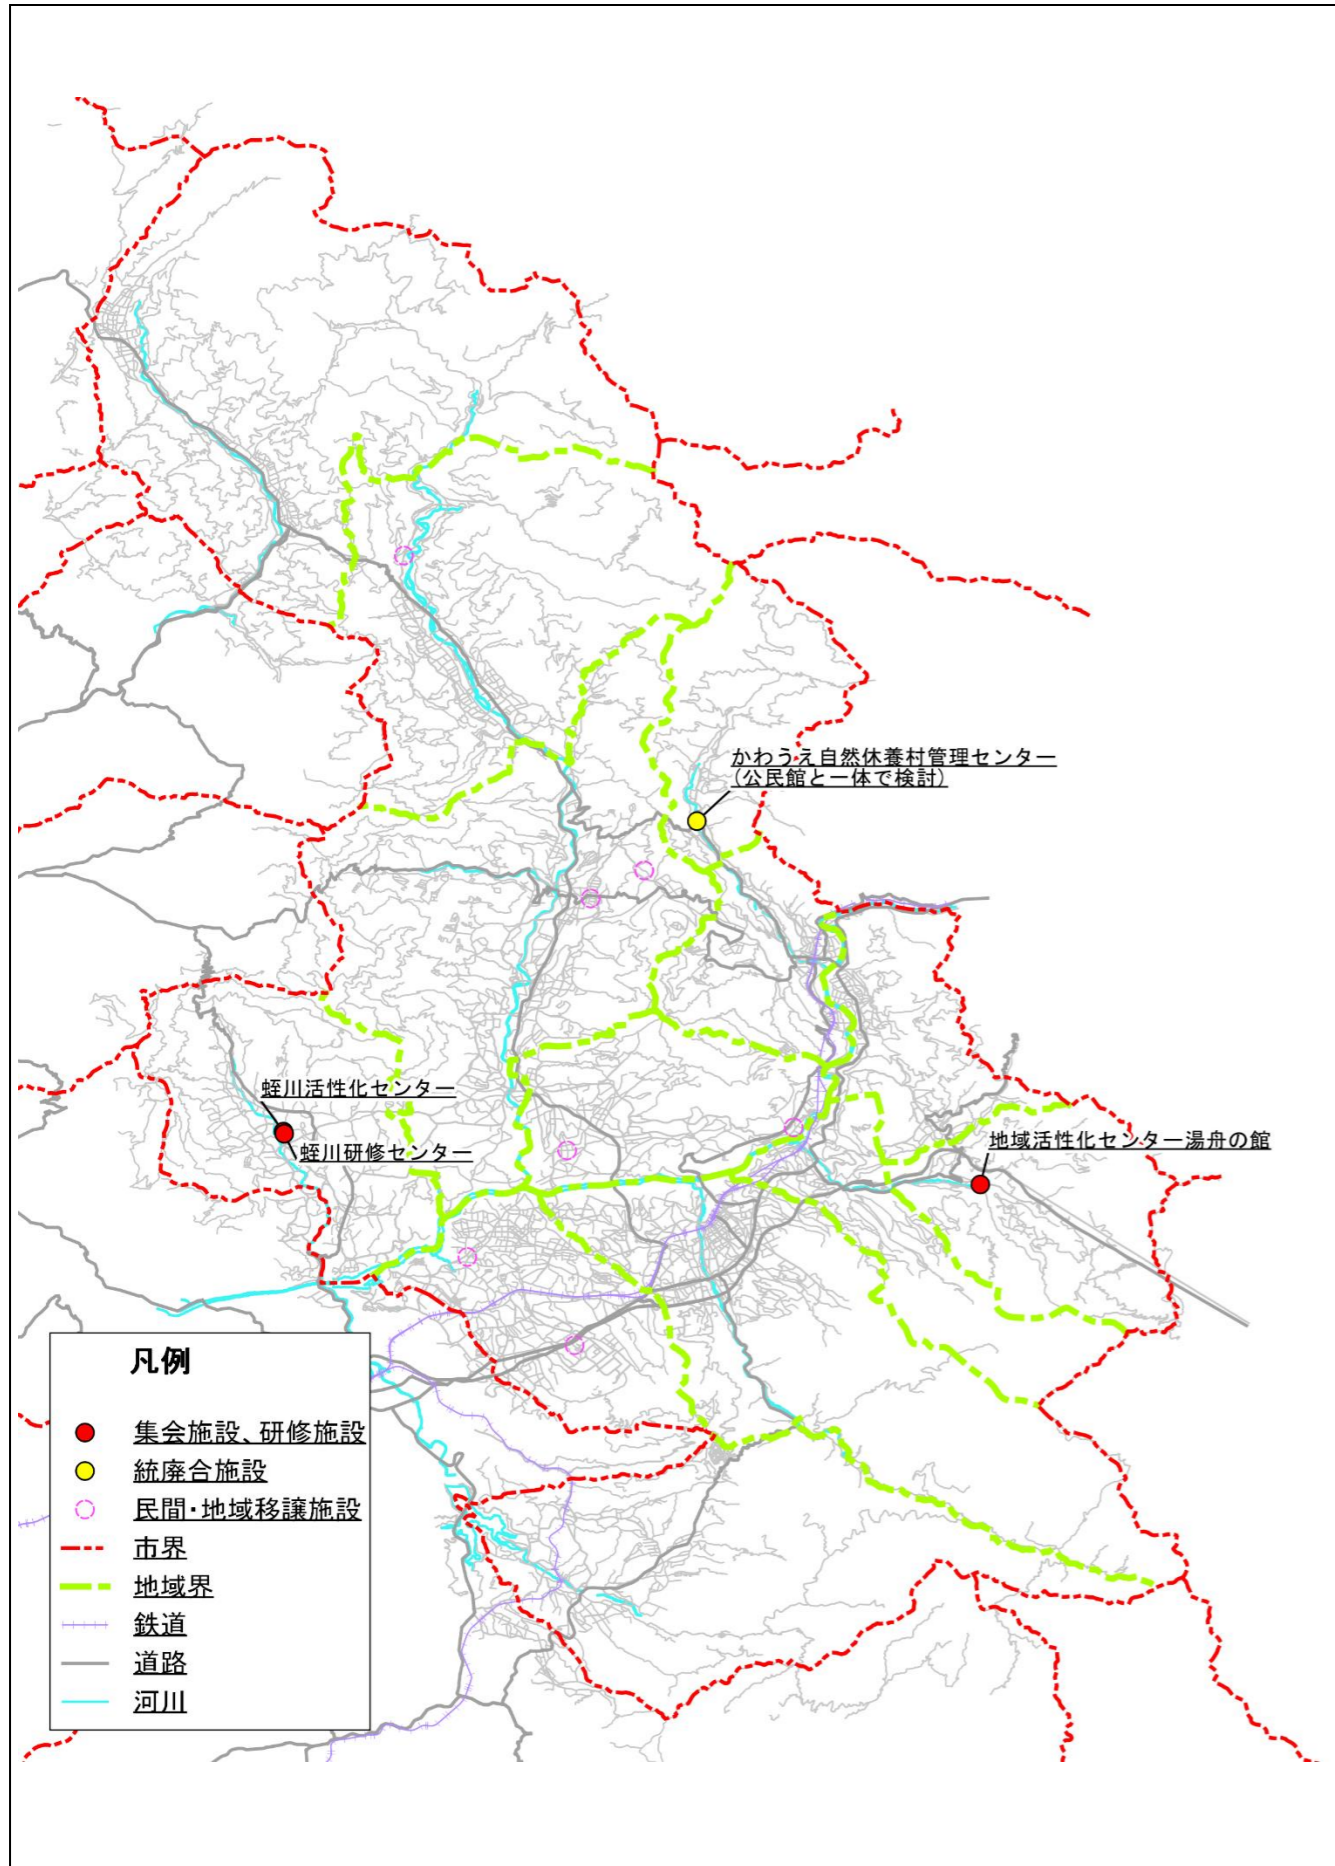 かわうえ自然休養村管理センター
(公民館と一体で検討)
蛭川活性化センター
蛭川研修センター
地域活性化センター湯舟の館
凡例
集会施設、研修施設
統廃合施設
民間・地域移譲施設
市界
地域界
鉄道
道路
河川